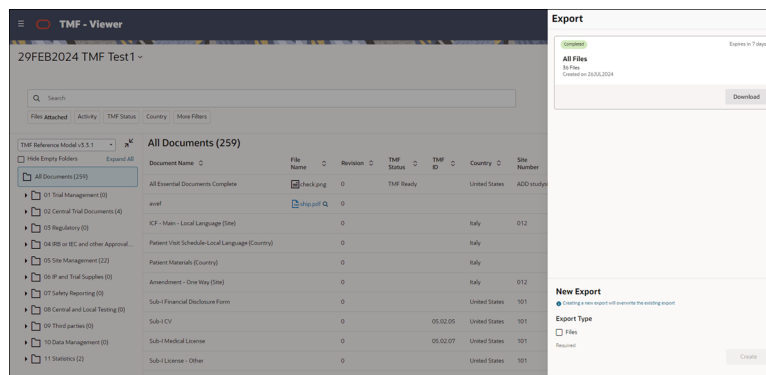 TMF - Viewer
29FEB2024 TMF Test1
Search
Files Attached Activity TMF Status Country More Filters
TMF Reference Model v3.3.1
Hide Empty Folders Expand All
All Documents (259)
01 Trial Management (0)
02 Central Trial Documents (4)
03 Regulatory (0)
04 IRB or IEC and other Approval...
05 Site Management (22)
06 IP and Trial Supplies (0)
07 Safety Reporting (0)
08 Central and Local Testing (0)
09 Third parties (0)
10 Data Management (0)
11 Statistics (2)
All Documents (259)
Document Name File Name Revision TMF Status TMF ID Country Site Number
All Essential Documents Complete check.png 0 TMF Ready United States ADD studysi
avef ship.pdf 0
ICF - Main - Local Language (Site) 0 Italy 012
Patient Visit Schedule-Local Language (Country) 0 Italy
Patient Materials (Country) 0 Italy
Amendment - One Way (Site) 0 Italy 012
Sub-I Financial Disclosure Form 0 United States 101
Sub-I CV 0 05.02.05 United States 101
Sub-I Medical License 0 05.02.07 United States 101
Sub-I License - Other 0 United States 101
Export
Completed Expires in 7 days
All Files
36 Files
Created on 26JUL2024
Download
New Export
Creating a new export will overwrite the existing export
Export Type
Files
Required
Create